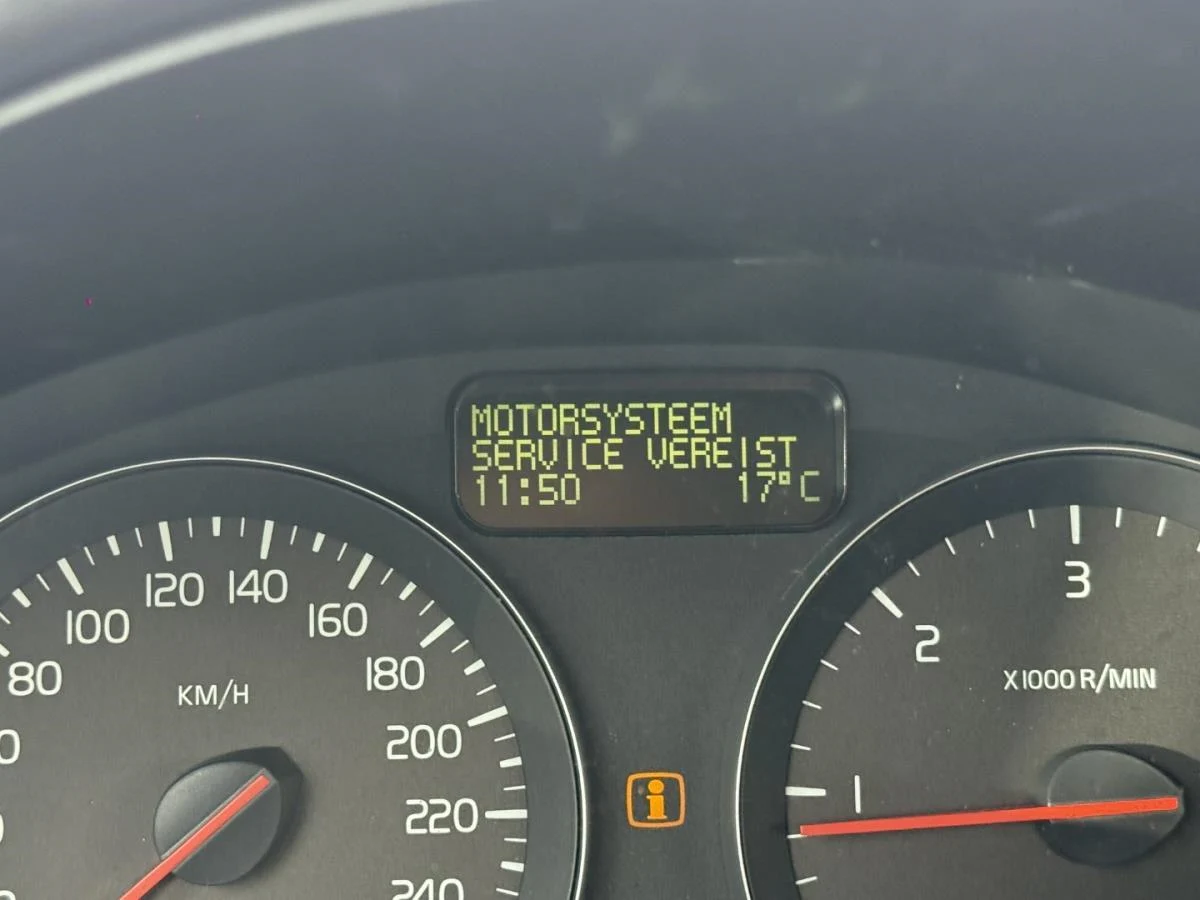 MOTORSYSTEEM
SERVICE VEREIST
11:50 17°C
80
100
120
140
160
180
200
220
240
KM/H
1
2
3
X1000 R/MIN
i